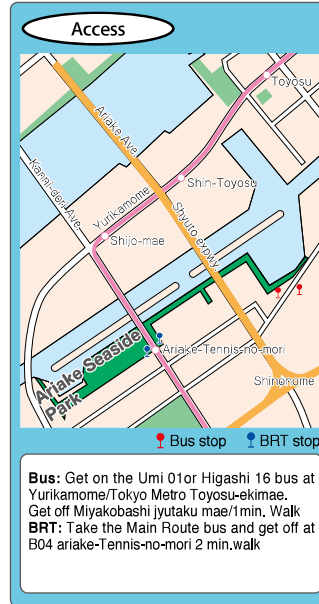 Access
Toyosu
Ariake Ave.
Kanni-dori Ave.
Shin-Toyosu
Yurikamome
Shyuto expwy.
Shijo-mae
Ariake-Tennis-no-mori
Ariake Seaside
Park
Shinonome
Bus stop
BRT stop
Bus: Get on the Umi 01or Higashi 16 bus at
Yurikamome/Tokyo Metro Toyosu-ekimae.
Get off Miyakobashi jyutaku mae/1min. Walk
BRT: Take the Main Route bus and get off at
B04 ariake-Tennis-no-mori 2 min.walk